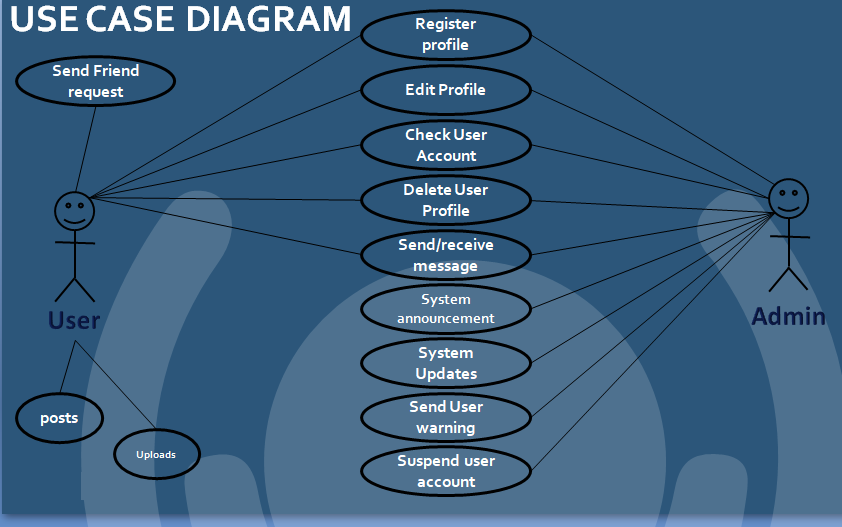 USE CASE DIAGRAM
Send Friend
request
Register
profile
Edit Profile
Check User
Account
Delete User
Profile
Send/receive
message
System
announcement
System
Updates
Send User
warning
Suspend user
account
User
Admin
posts
Uploads